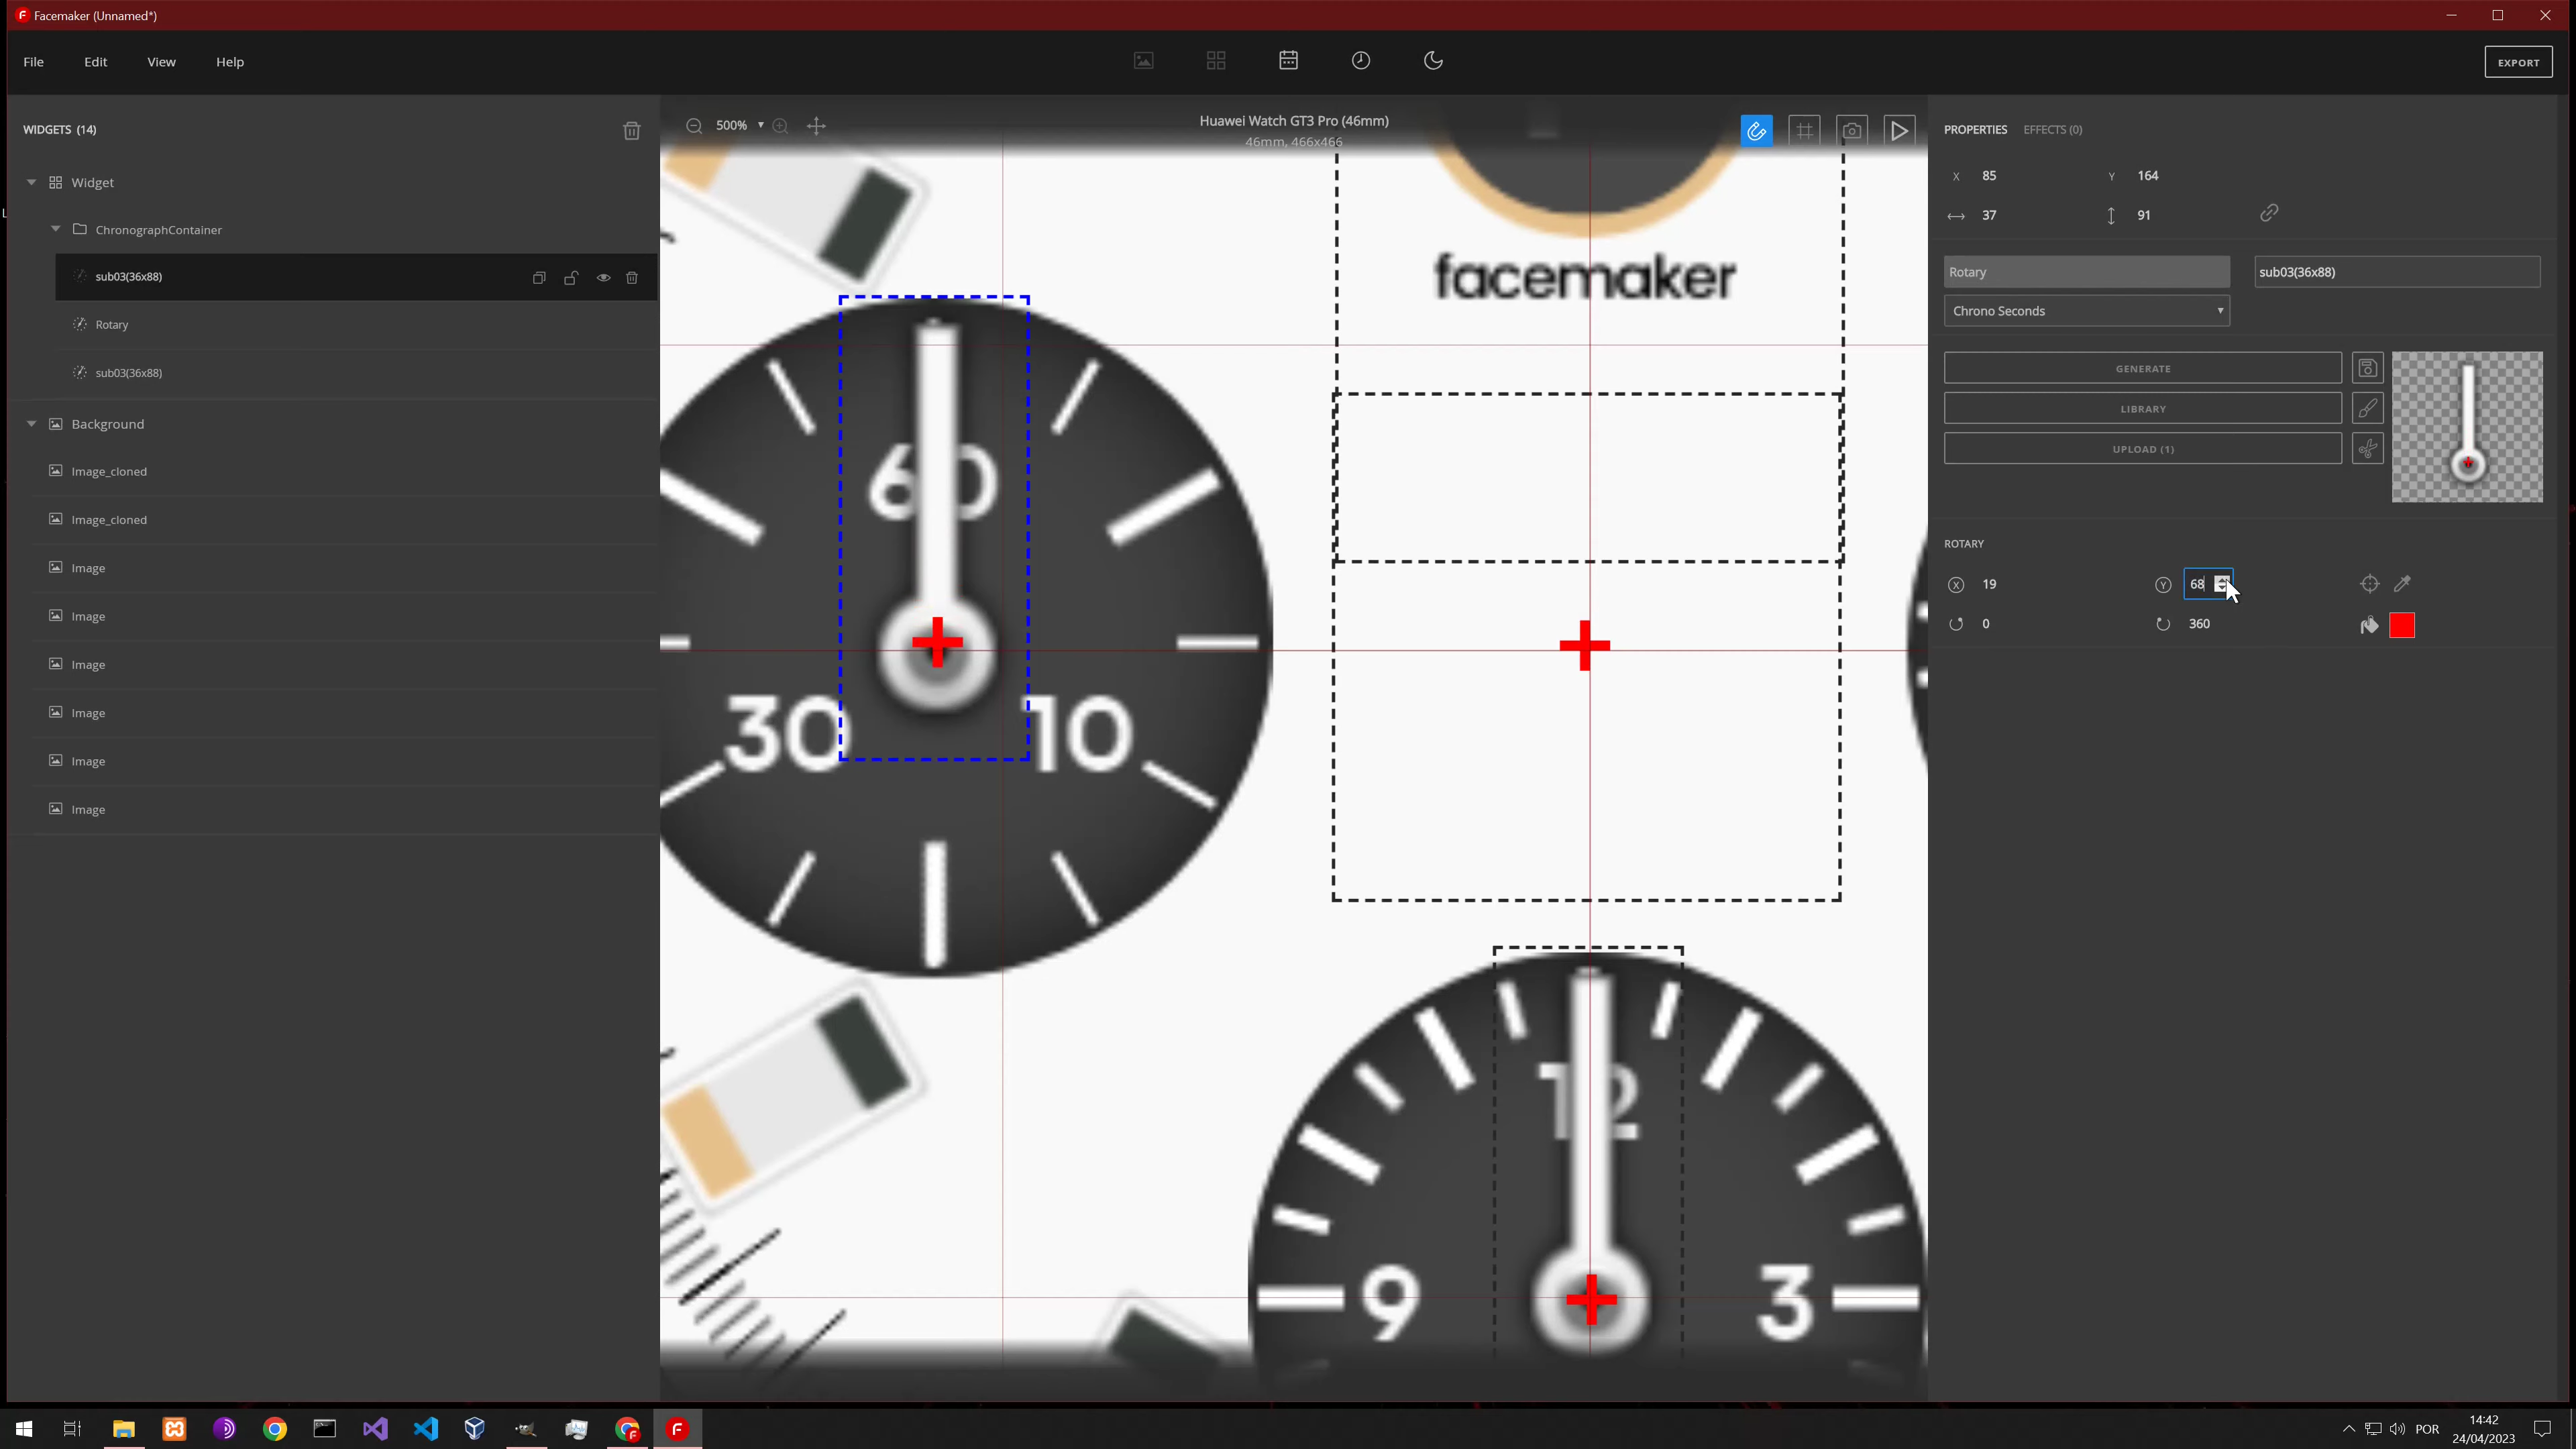 Facemaker (Unnamed*)
File Edit View Help
EXPORT
WIDGETS (14)
Widget
ChronographContainer
sub03(36x88)
Rotary
sub03(36x88)
Background
Image_cloned
Image_cloned
Image
Image
Image
Image
Image
Image
500%
Huawei Watch GT3 Pro (46mm)
46mm, 466x466
facemaker
60
30
10
12
9
3
PROPERTIES EFFECTS (0)
X 85 Y 164
37 91
Rotary sub03(36x88)
Chrono Seconds
GENERATE
LIBRARY
UPLOAD (1)
ROTARY
X 19 Y 68
0 360
POR
14:42
24/04/2023